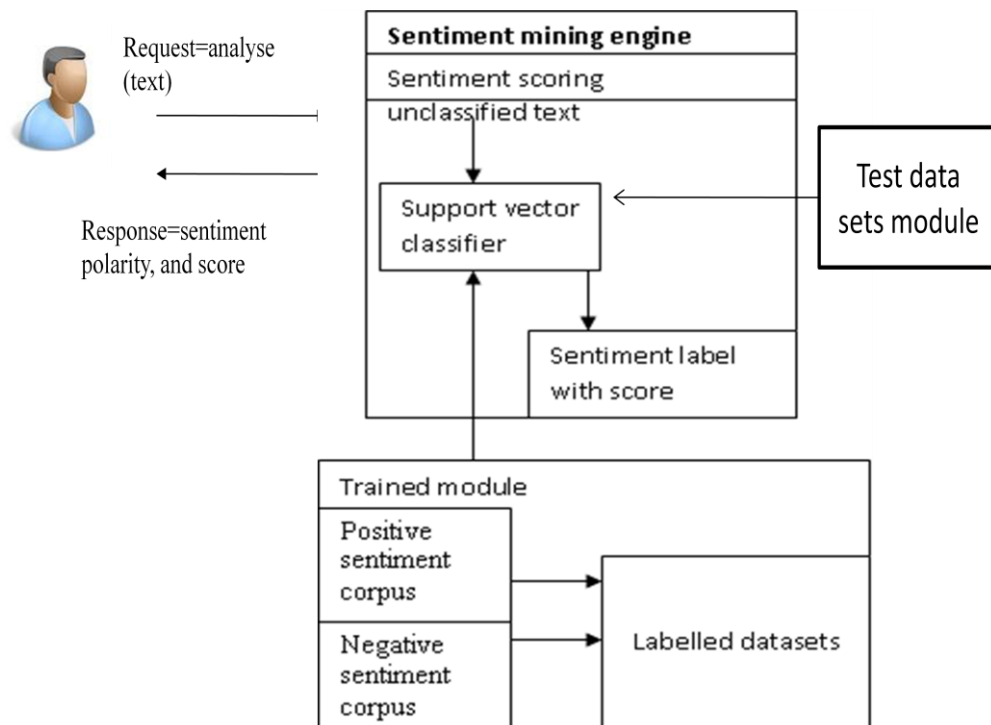 Request=analyse
(text)
Response=sentiment
polarity, and score
Sentiment mining engine
Sentiment scoring
unclassified text
Support vector
classifier
Sentiment label
with score
Test data
sets module
Trained module
Positive
sentiment
corpus
Negative
sentiment
corpus
Labelled datasets